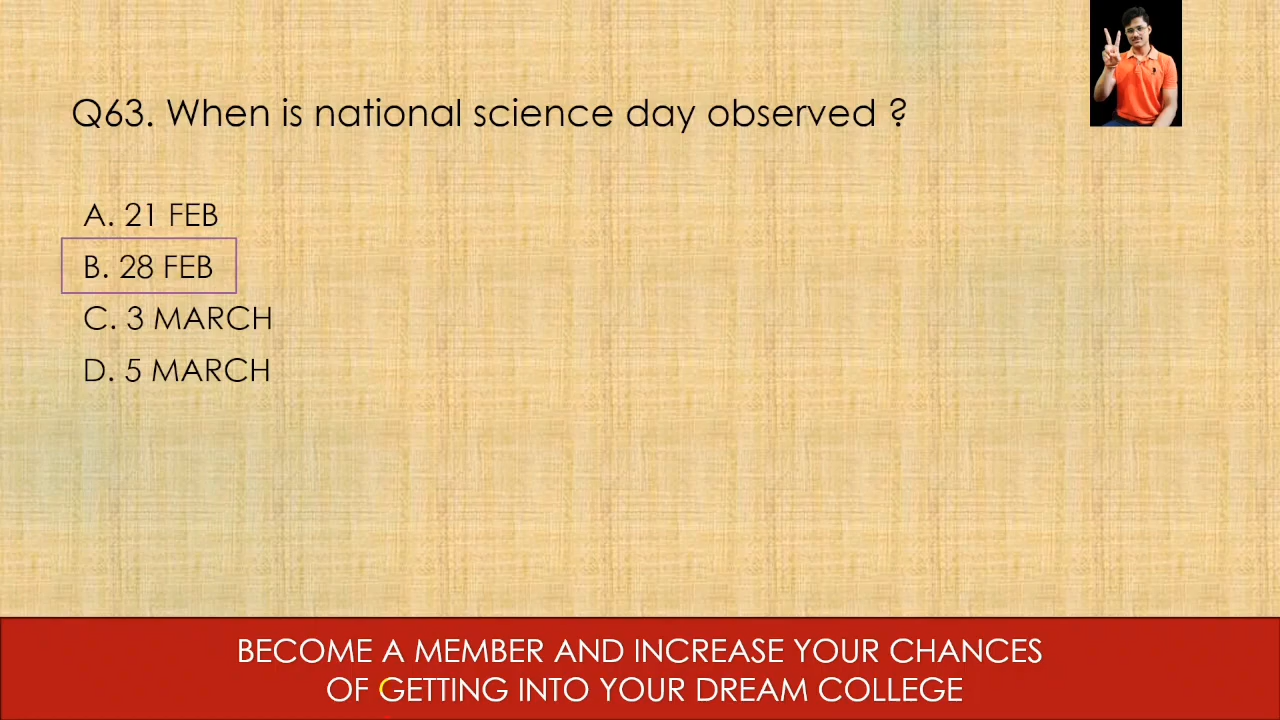 Q63. When is national science day observed ?
A. 21 FEB
B. 28 FEB
C. 3 MARCH
D. 5 MARCH
BECOME A MEMBER AND INCREASE YOUR CHANCES
OF GETTING INTO YOUR DREAM COLLEGE